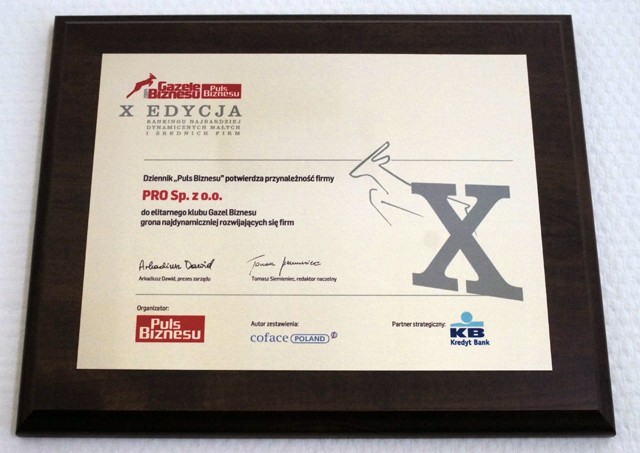 Gazele
Biznesu
Puls
Biznesu
X EDYCJA
RANKINGU NAJBARDZIEJ
DYNAMICZNYCH MAŁYCH
I ŚREDNICH FIRM
Dziennik „Puls Biznesu” potwierdza przynależność firmy
PRO Sp. z o.o.
do elitarnego klubu Gazel Biznesu
grona najdynamiczniej rozwijających się firm
X
Arkadiusz Dawid
Arkadiusz Dawid, prezes zarządu
Tomasz Siemieniec
Tomasz Siemieniec, redaktor naczelny
Organizator:
Puls
Biznesu
Autor zestawienia:
coface POLAND
Partner strategiczny:
KB
Kredyt Bank